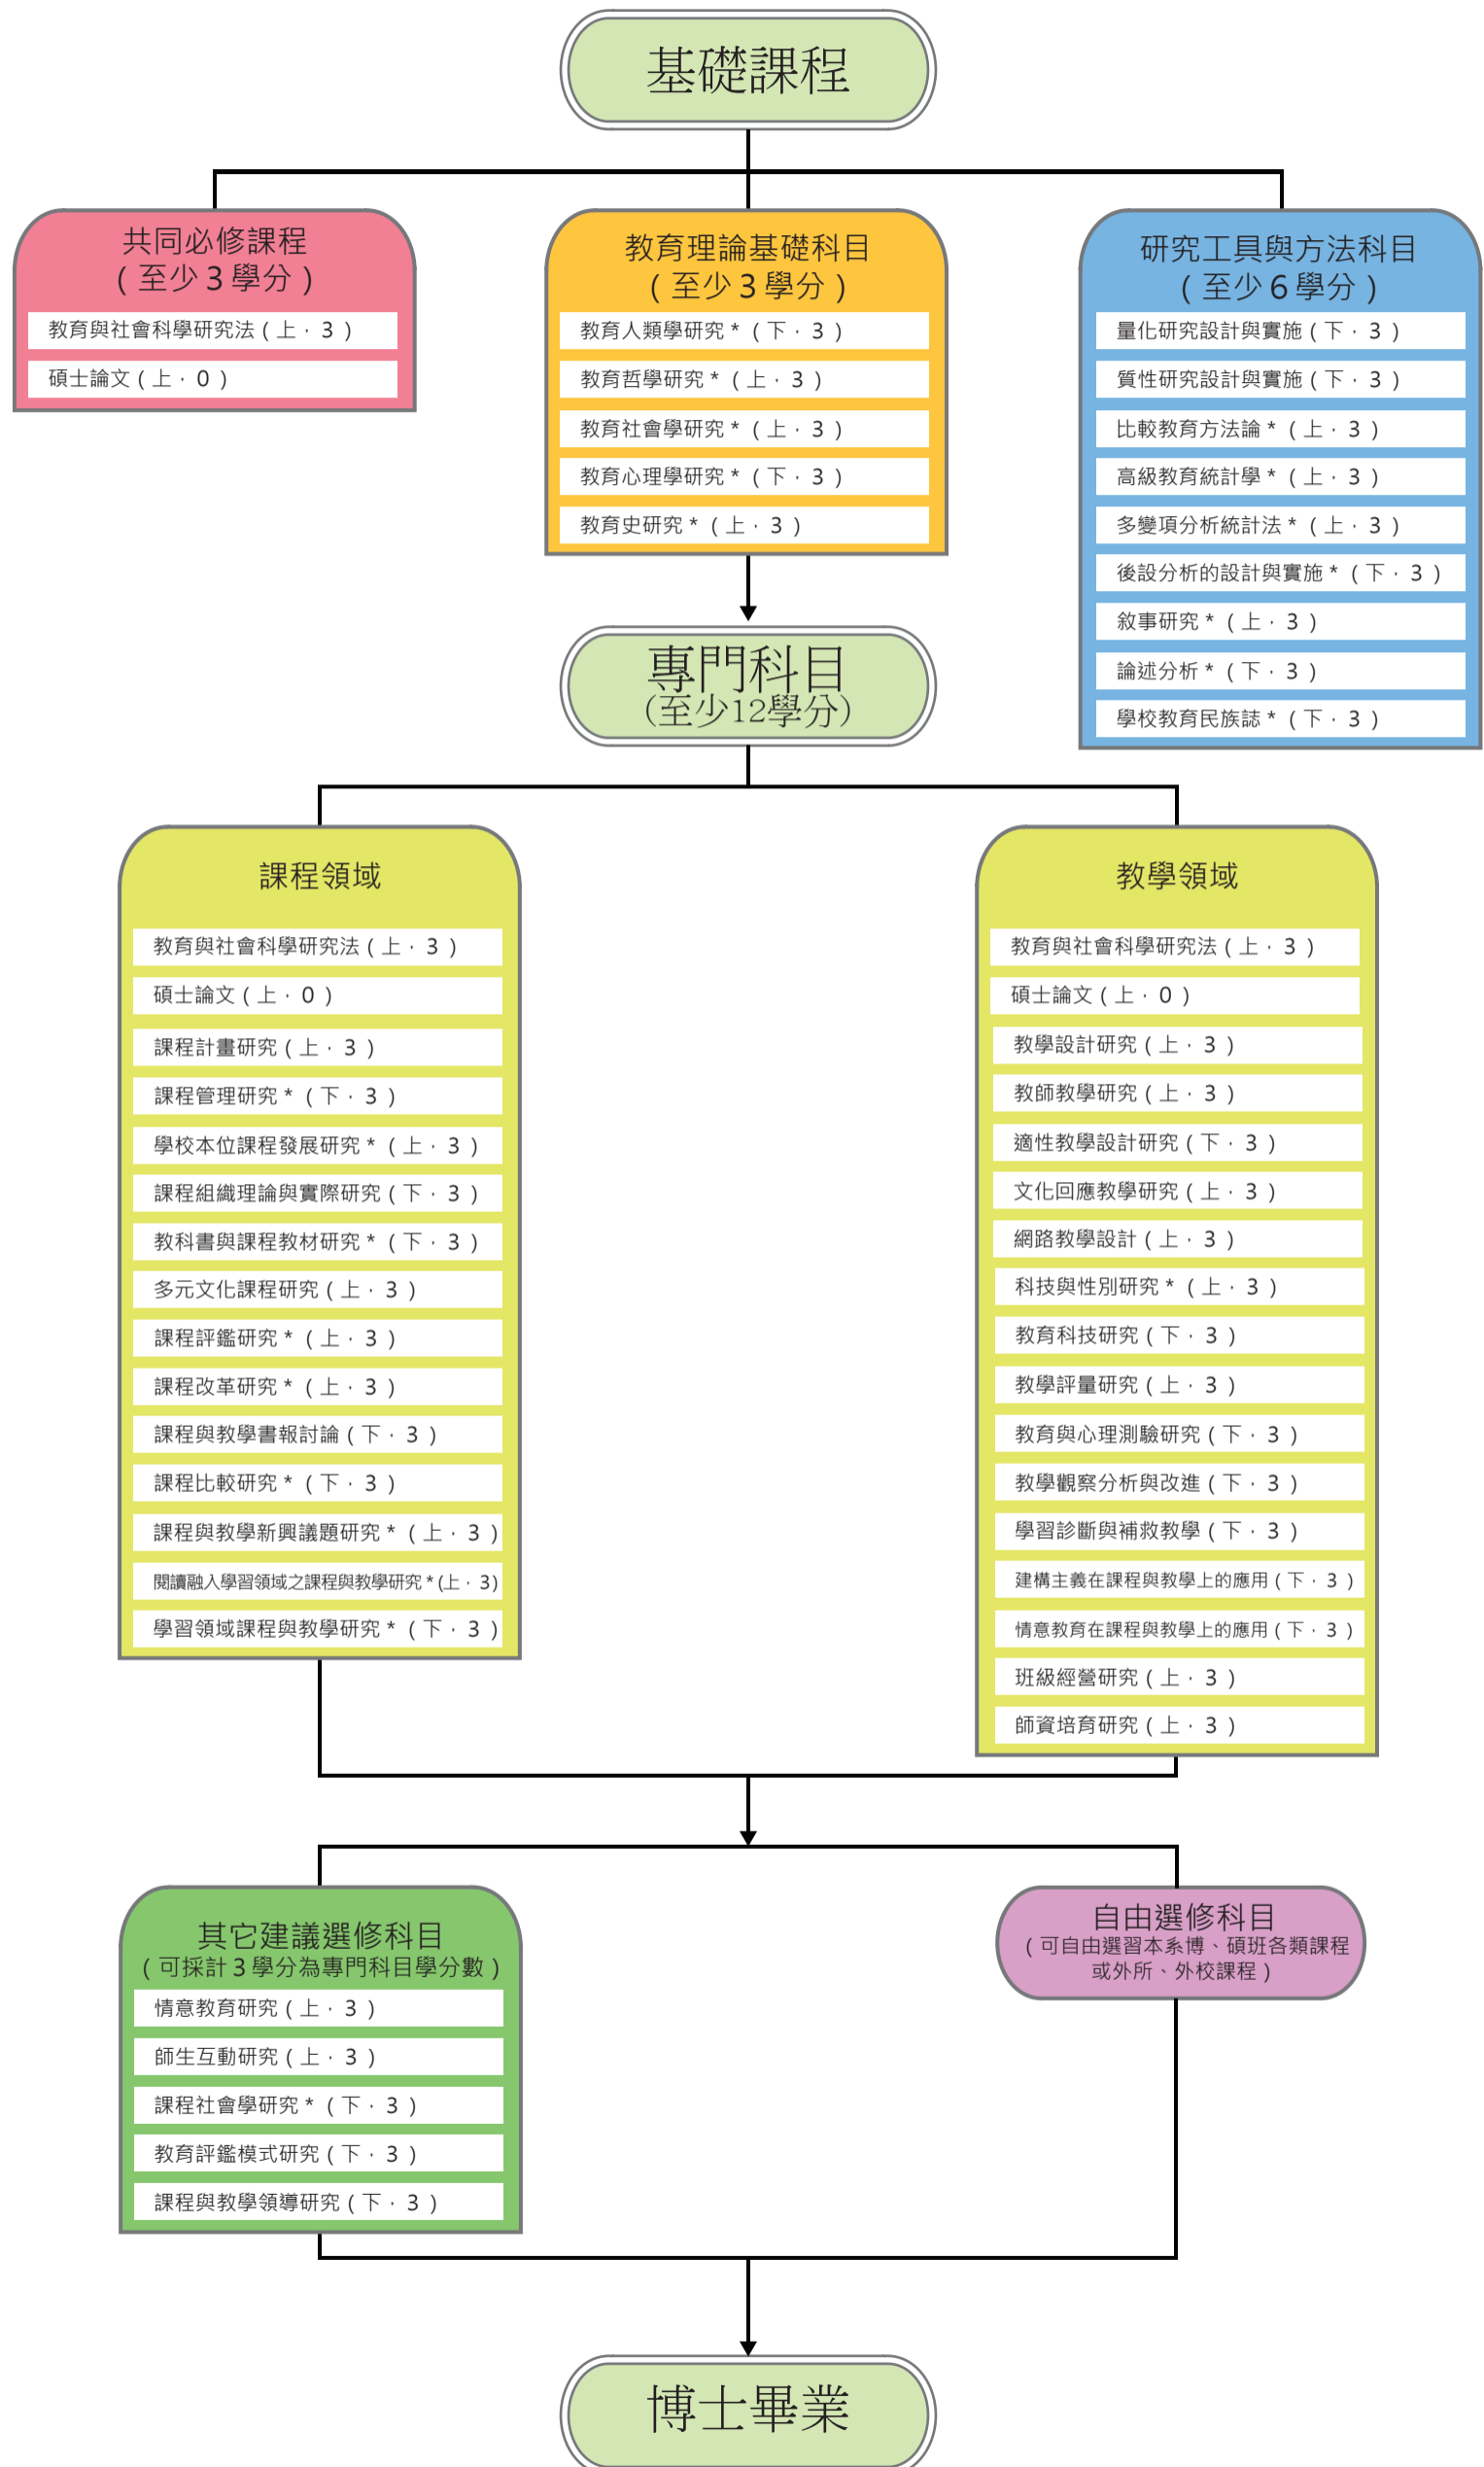 基礎課程
共同必修課程
(至少3學分)
教育與社會科學研究法(上.3)
碩士論文(上.0)
教育理論基礎科目
(至少3學分)
教育人類學研究*(下.3)
教育哲學研究*(上.3)
教育社會學研究*(上.3)
教育心理學研究*(下.3)
教育史研究*(上.3)
研究工具與方法科目
(至少6學分)
量化研究設計與實施(下.3)
質性研究設計與實施(下.3)
比較教育方法論*(上.3)
高級教育統計學*(上.3)
多變項分析統計法*(上.3)
後設分析的設計與實施*(下.3)
敘事研究*(上.3)
論述分析*(下.3)
學校教育民族誌*(下.3)
專門科目
(至少12學分)
課程領域
教育與社會科學研究法(上.3)
碩士論文(上.0)
課程計畫研究(上.3)
課程管理研究*(下.3)
學校本位課程發展研究*(上.3)
課程組織理論與實際研究(下.3)
教科書與課程教材研究*(下.3)
多元文化課程研究(上.3)
課程評鑑研究*(上.3)
課程改革研究*(上.3)
課程與教學書報討論(下.3)
課程比較研究*(下.3)
課程與教學新興議題研究*(上.3)
閱讀融入學習領域之課程與教學研究*(上.3)
學習領域課程與教學研究*(下.3)
教學領域
教育與社會科學研究法(上.3)
碩士論文(上.0)
教學設計研究(上.3)
教師教學研究(上.3)
適性教學設計研究(下.3)
文化回應教學研究(上.3)
網路教學設計(上.3)
科技與性別研究*(上.3)
教育科技研究(下.3)
教學評量研究(上.3)
教育與心理測驗研究(下.3)
教學觀察分析與改進(下.3)
學習診斷與補救教學(下.3)
建構主義在課程與教學上的應用(下.3)
情意教育在課程與教學上的應用(下.3)
班級經營研究(上.3)
師資培育研究(上.3)
其它建議選修科目
(可採計3學分為專門科目學分數)
情意教育研究(上.3)
師生互動研究(上.3)
課程社會學研究*(下.3)
教育評鑑模式研究(下.3)
課程與教學領導研究(下.3)
自由選修科目
(可自由選習本系博、碩班各類課程
或外所、外校課程)
博士畢業